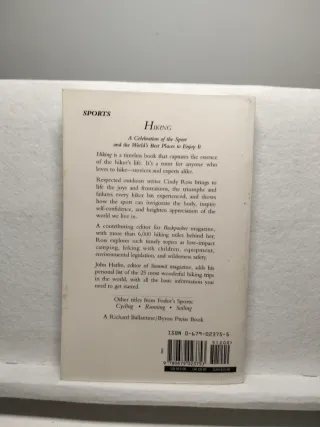 SPORTS
HIKING
A Celebration of the Sport
and the World's Best Places to Enjoy It
Hiking is a timeless book that captures the essence
of the hiker's life. It's a must for anyone who
loves to hike—novices and experts alike.
Respected outdoors writer Cindy Ross brings to
life the joys and frustrations, the triumphs and
failures every hiker has experienced, and shows
how the sport can invigorate the body, inspire
self-confidence, and heighten appreciation of the
world we live in.
A contributing editor for Backpacker magazine,
with more than 6,000 hiking miles behind her,
Ross explores such timely topics as low-impact
camping, hiking with children, equipment,
environmental legislation, and wilderness safety.
John Harlin, editor of Summit magazine, adds his
personal list of the 25 most wonderful hiking trips
in the world, with all the basic information you
need to get started.
Other titles from Fodor's Sports:
Cycling • Running • Sailing
A Richard Ballantine/Byron Preiss Book
ISBN 0-679-02375-5